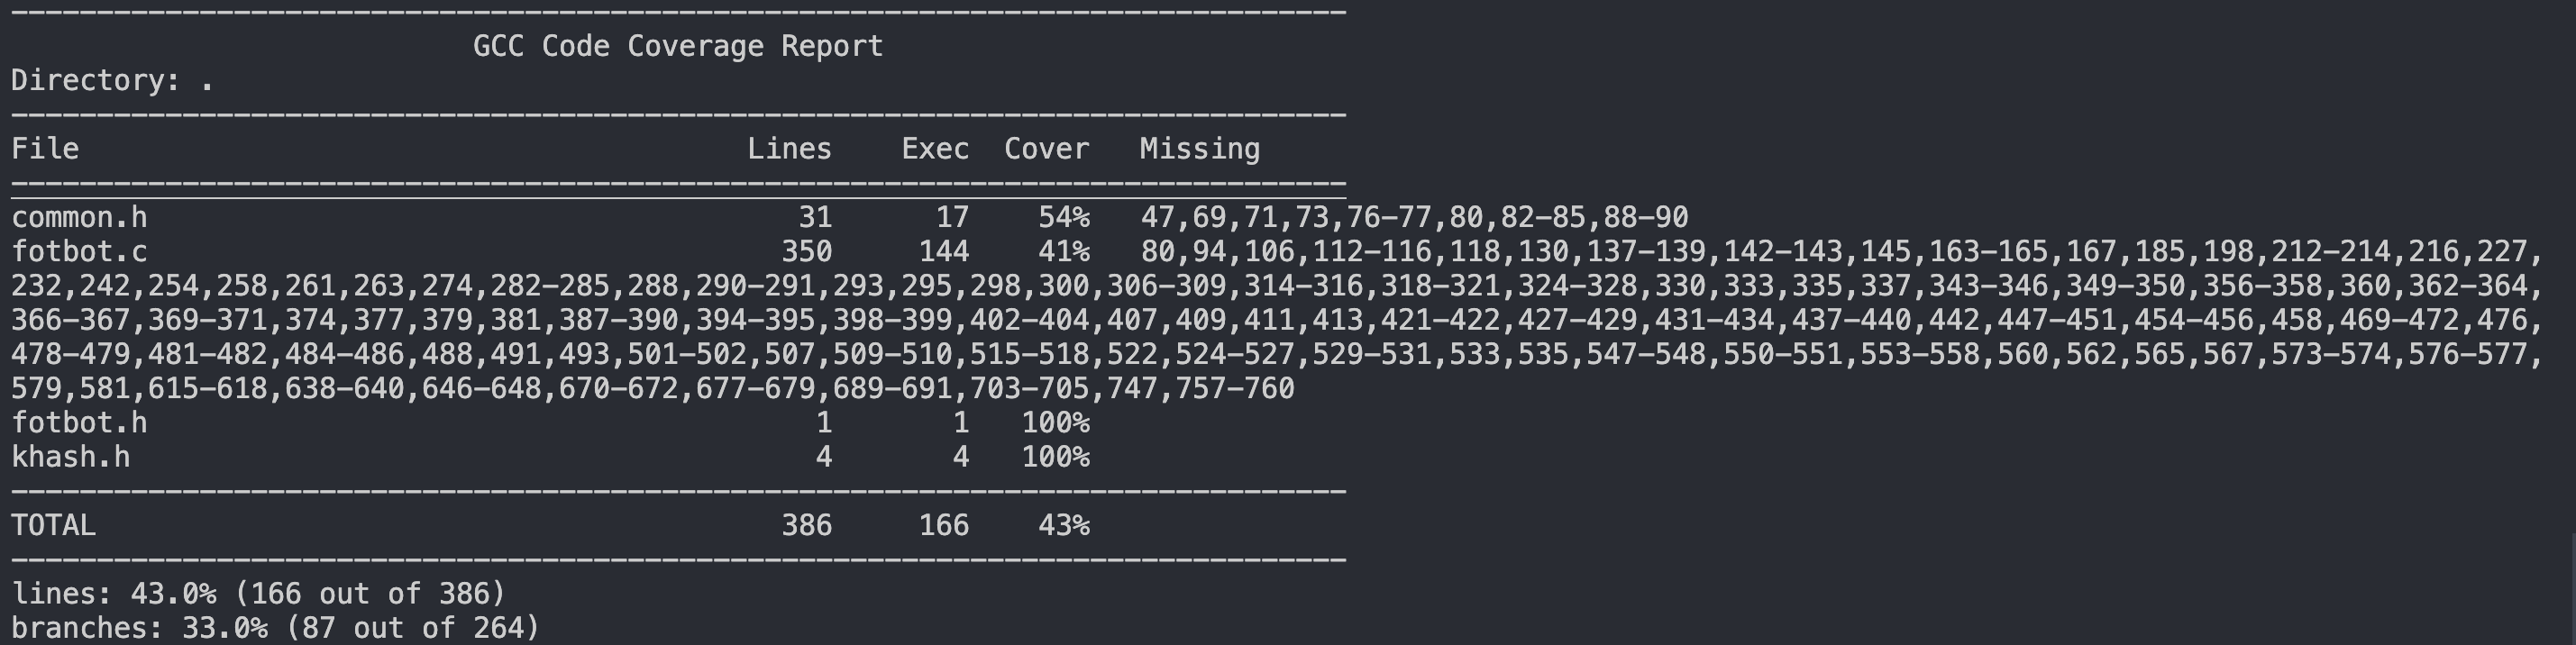 GCC Code Coverage Report
Directory: .
File Lines Exec Cover Missing
common.h 31 17 54% 47,69,71,73,76-77,80,82-85,88-90
fotbot.c 350 144 41% 80,94,106,112-116,118,130,137-139,142-143,145,163-165,167,185,198,212-214,216,227,
232,242,254,258,261,263,274,282-285,288,290-291,293,295,298,300,306-309,314-316,318-321,324-328,330,333,335,337,343-346,349-350,356-358,360,362-364,
366-367,369-371,374,377,379,381,387-390,394-395,398-399,402-404,407,409,411,413,421-422,427-429,431-434,437-440,442,447-451,454-456,458,469-472,476,
478-479,481-482,484-486,488,491,493,501-502,507,509-510,515-518,522,524-527,529-531,533,535,547-548,550-551,553-558,560,562,565,567,573-574,576-577,
579,581,615-618,638-640,646-648,670-672,677-679,689-691,703-705,747,757-760
fotbot.h 1 1 100%
khash.h 4 4 100%
TOTAL 386 166 43%
lines: 43.0% (166 out of 386)
branches: 33.0% (87 out of 264)